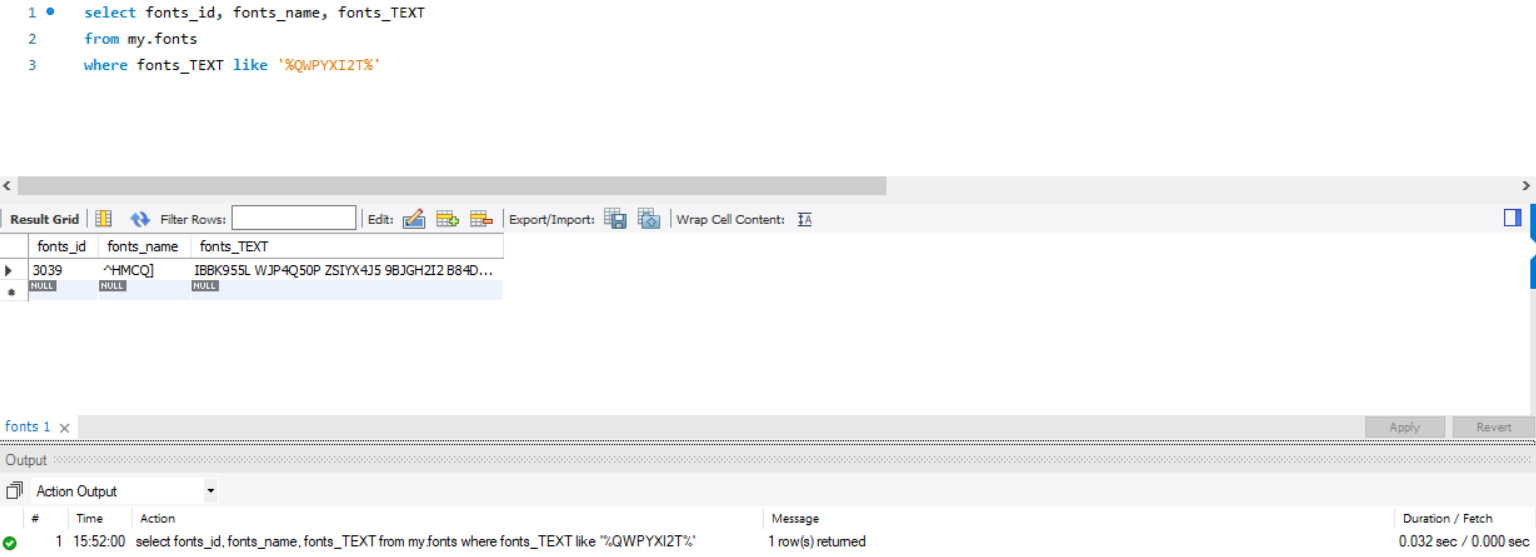 1 select fonts_id, fonts_name, fonts_TEXT
2 from my.fonts
3 where fonts_TEXT like '%QWPYXI2T%'
Result Grid Filter Rows: Edit: Export/Import: Wrap Cell Content:
fonts_id fonts_name fonts_TEXT
3039 ^HMCQ] IBBK955L WJP4Q50P ZSIYX4J5 9BJGH2I2 B84D...
NULL NULL NULL
fonts 1 Apply Revert
Output
Action Output
# Time Action Message Duration / Fetch
1 15:52:00 select fonts_id, fonts_name, fonts_TEXT from my.fonts where fonts_TEXT like '%QWPYXI2T%' 1 row(s) returned 0.032 sec / 0.000 sec